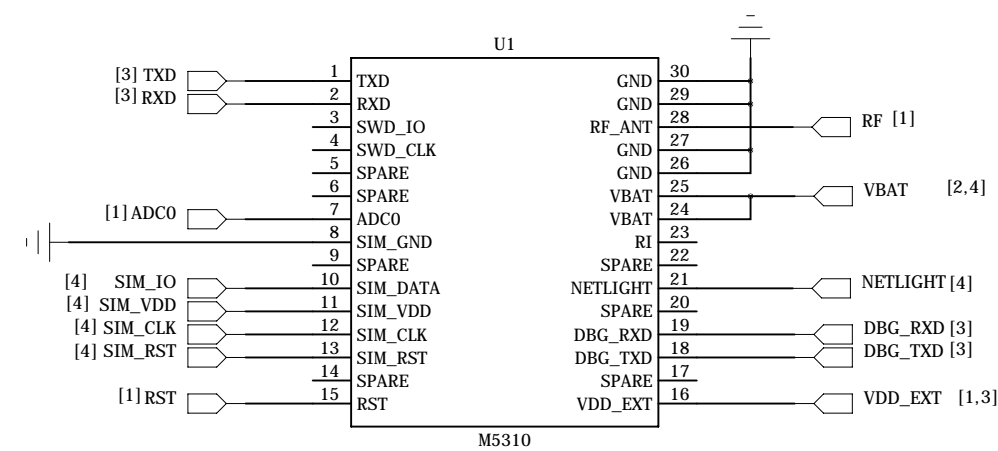 U1
[3] TXD 1 TXD GND 30
[3] RXD 2 RXD GND 29
3 SWD_IO RF_ANT 28 RF [1]
4 SWD_CLK GND 27
5 SPARE GND 26
6 SPARE VBAT 25 VBAT [2,4]
[1] ADC0 7 ADC0 VBAT 24
8 SIM_GND RI 23
9 SPARE SPARE 22
[4] SIM_IO 10 SIM_DATA NETLIGHT 21 NETLIGHT [4]
[4] SIM_VDD 11 SIM_VDD SPARE 20
[4] SIM_CLK 12 SIM_CLK DBG_RXD 19 DBG_RXD [3]
[4] SIM_RST 13 SIM_RST DBG_TXD 18 DBG_TXD [3]
14 SPARE SPARE 17
[1] RST 15 RST VDD_EXT 16 VDD_EXT [1,3]
M5310